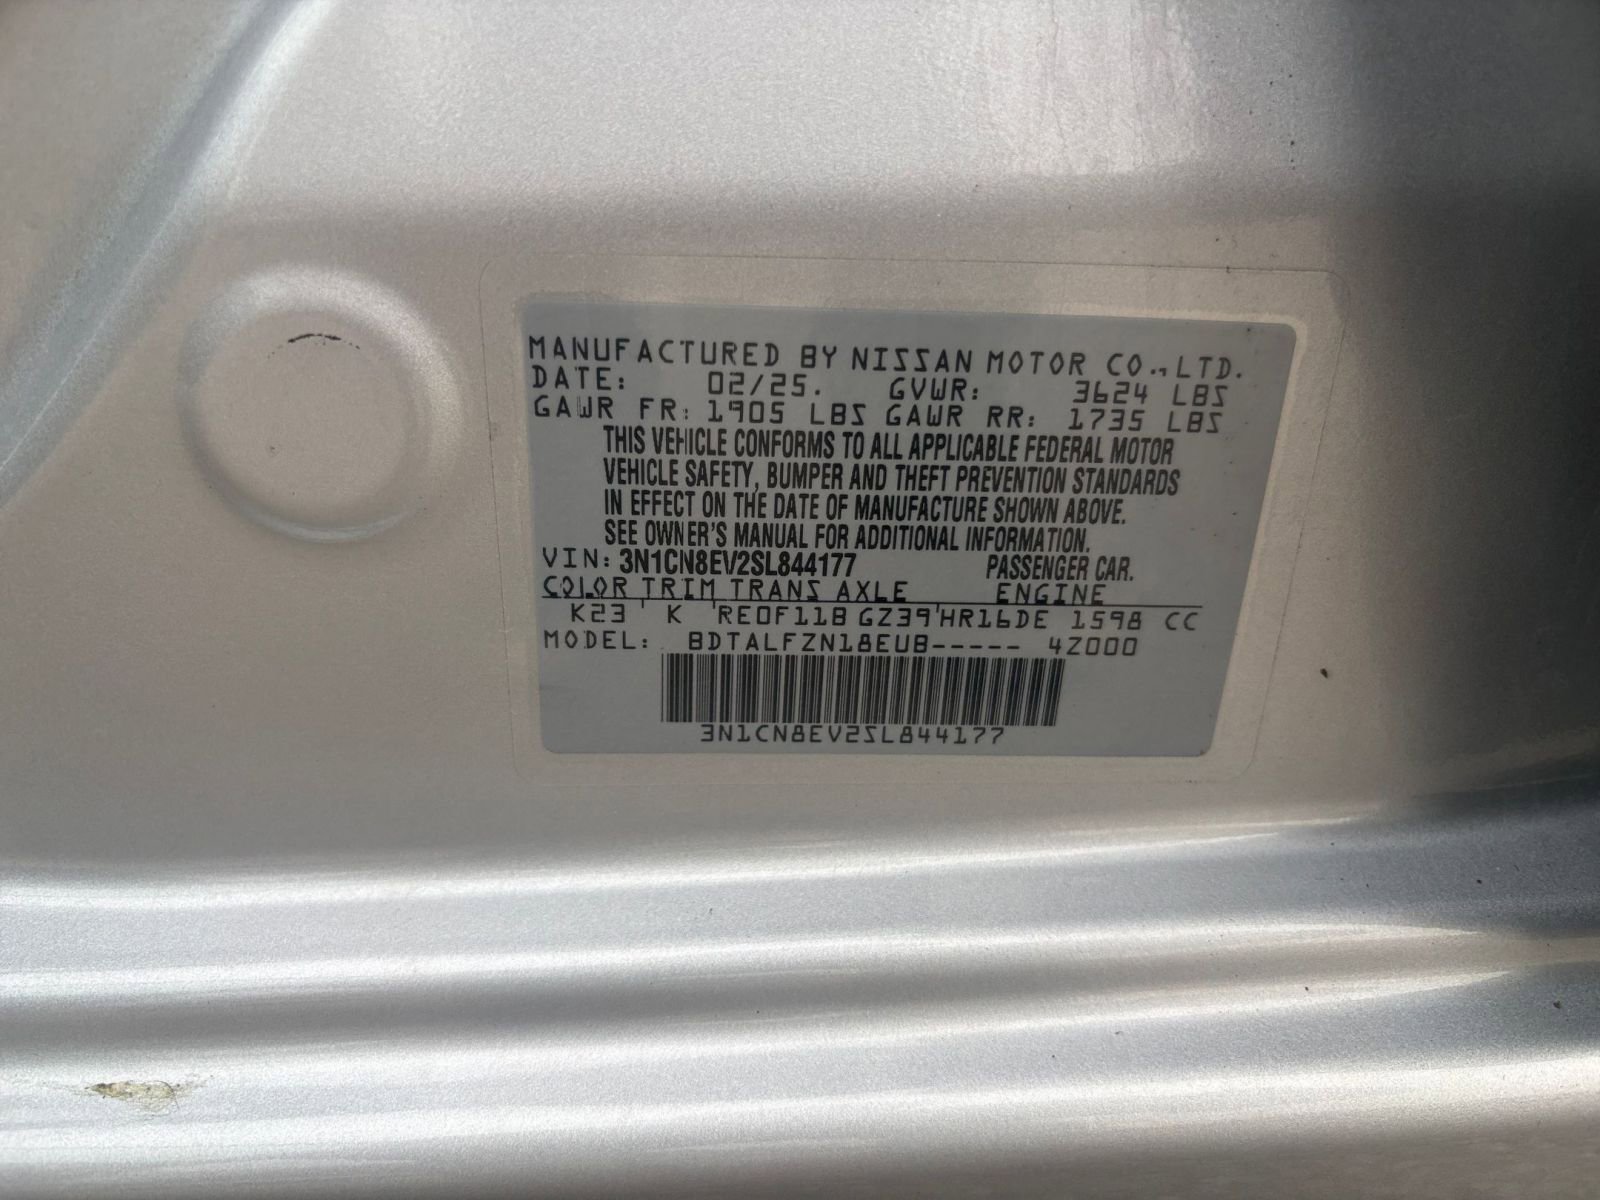 MANUFACTURED BY NISSAN MOTOR CO.,LTD.
DATE: 02/25. GVWR: 3624 LBS
GAWR FR: 1905 LBS GAWR RR: 1735 LBS
THIS VEHICLE CONFORMS TO ALL APPLICABLE FEDERAL MOTOR
VEHICLE SAFETY, BUMPER AND THEFT PREVENTION STANDARDS
IN EFFECT ON THE DATE OF MANUFACTURE SHOWN ABOVE.
SEE OWNER'S MANUAL FOR ADDITIONAL INFORMATION.
VIN: 3N1CN8EV2SL844177 PASSENGER CAR.
COLOR TRIM TRANS AXLE ENGINE
K23 K RE0F11B GZ39 HR16DE 1598 CC
MODEL: BDTALFZN18EUB----- 4Z000
3N1CN8EV2SL844177